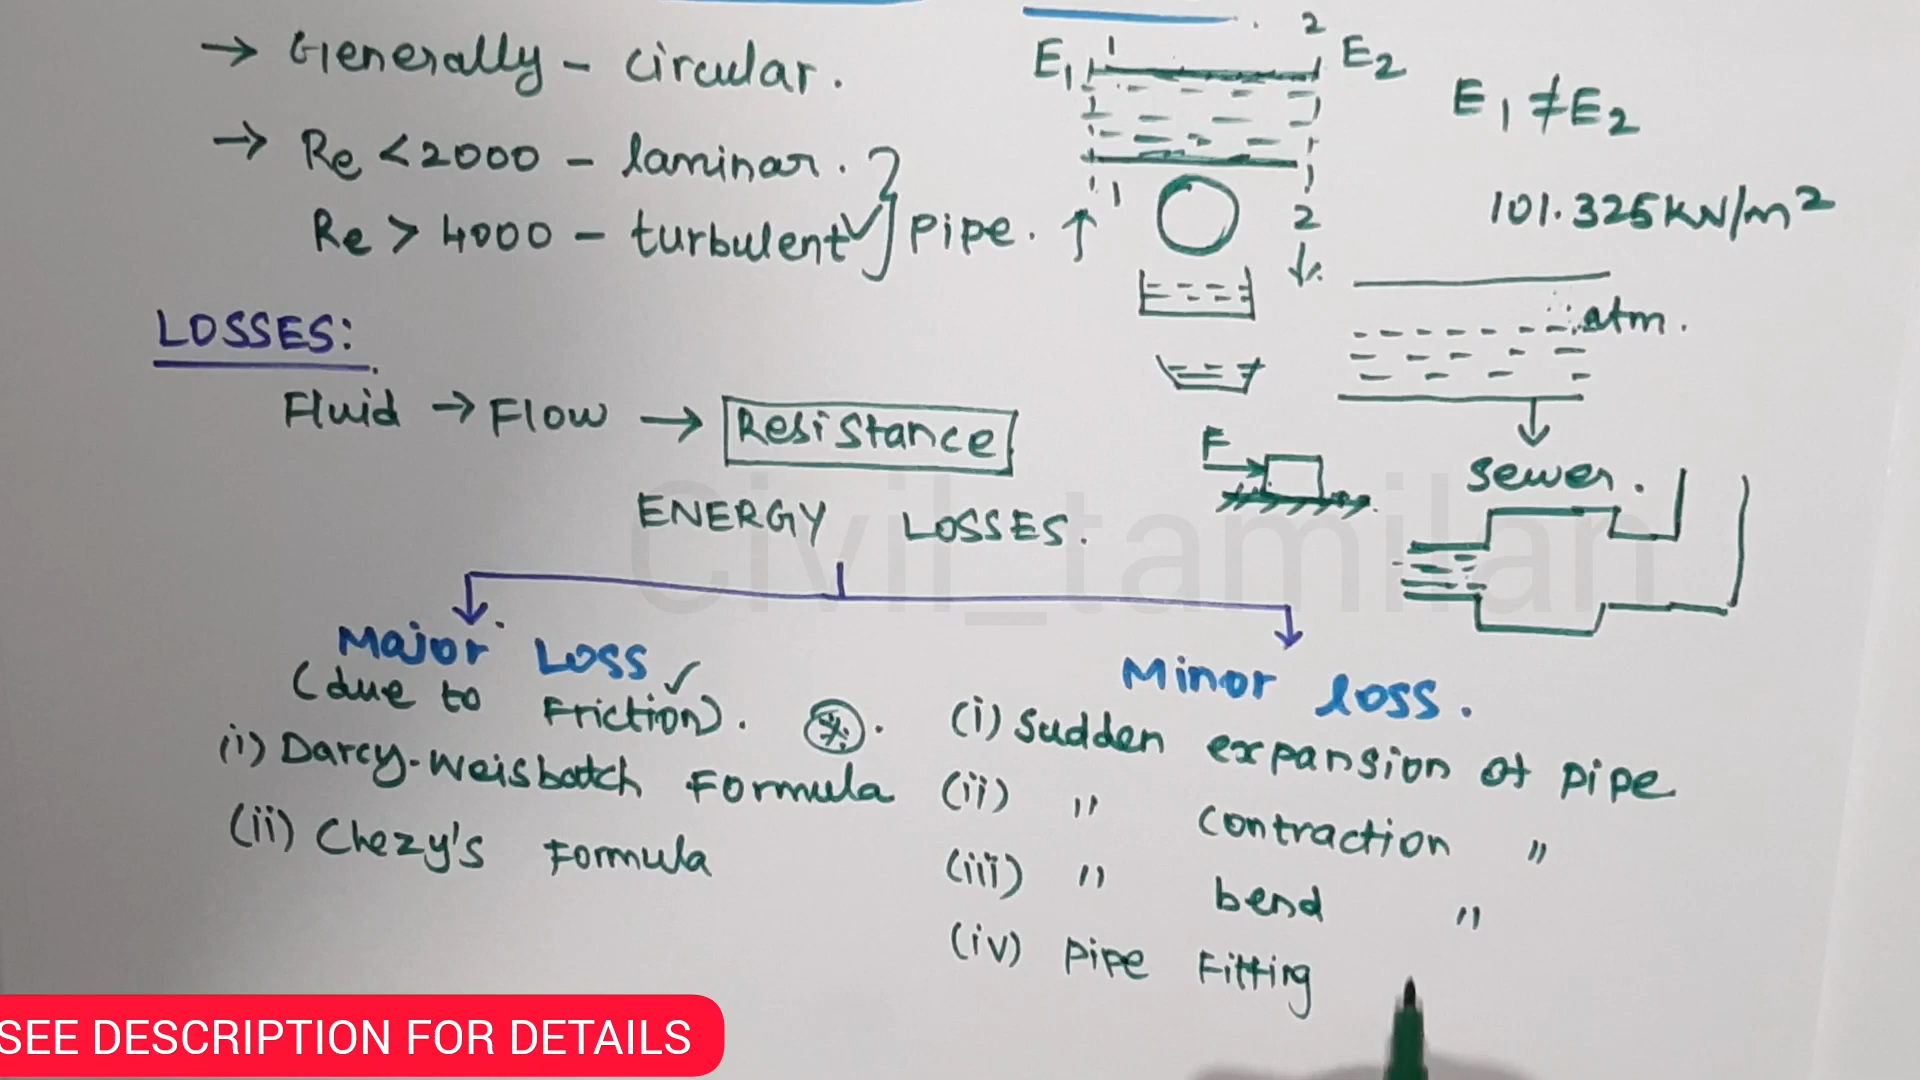 → Generally - circular.
→ Re < 2000 - laminar.
Re > 4000 - turbulent✓ } Pipe. ↑
1
2
E1
E2
E1 ≠ E2
1
2
101.325 KN/m2
atm.
Sewer.
F
LOSSES:
Fluid → Flow → Resistance
ENERGY LOSSES.
Major Loss ✓
(due to Friction).
(i) Darcy-Weisbatch Formula
(ii) Chezy's Formula
Minor loss.
(i) Sudden expansion of pipe
(ii) " contraction "
(iii) " bend "
(iv) Pipe Fitting
Civil_tamilan
SEE DESCRIPTION FOR DETAILS